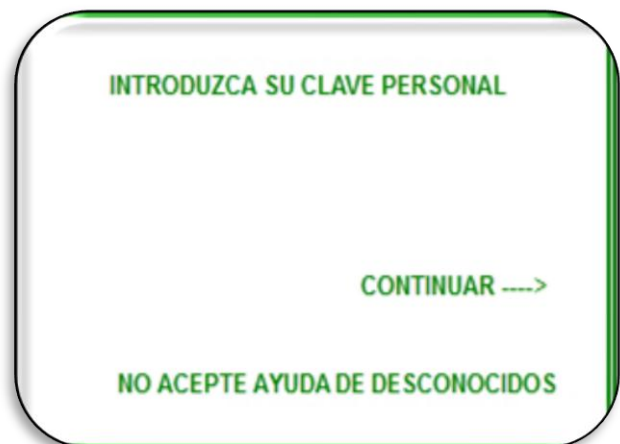 INTRODUZCA SU CLAVE PERSONAL
CONTINUAR ---->
NO ACEPTE AYUDA DE DESCONOCIDOS